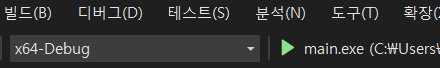 빌드(B) 디버그(D) 테스트(S) 분석(N) 도구(T) 확장(
x64-Debug main.exe (C:₩Users₩